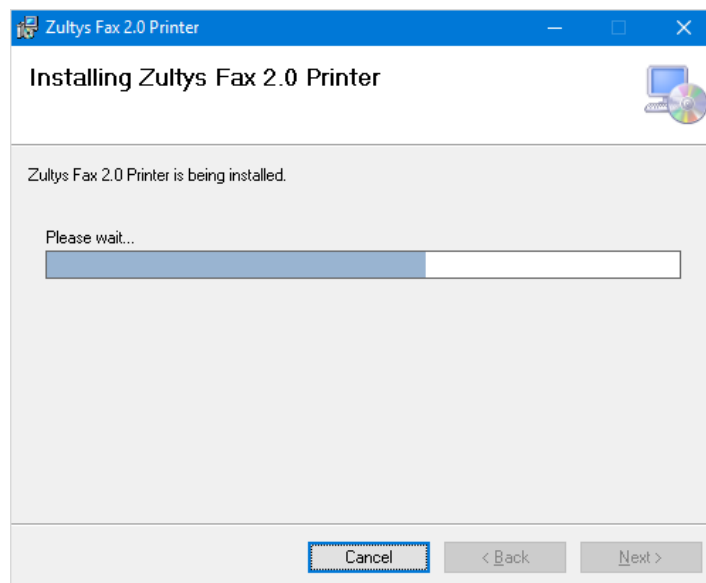 Zultys Fax 2.0 Printer
Installing Zultys Fax 2.0 Printer
Zultys Fax 2.0 Printer is being installed.
Please wait...
Cancel
< Back
Next >